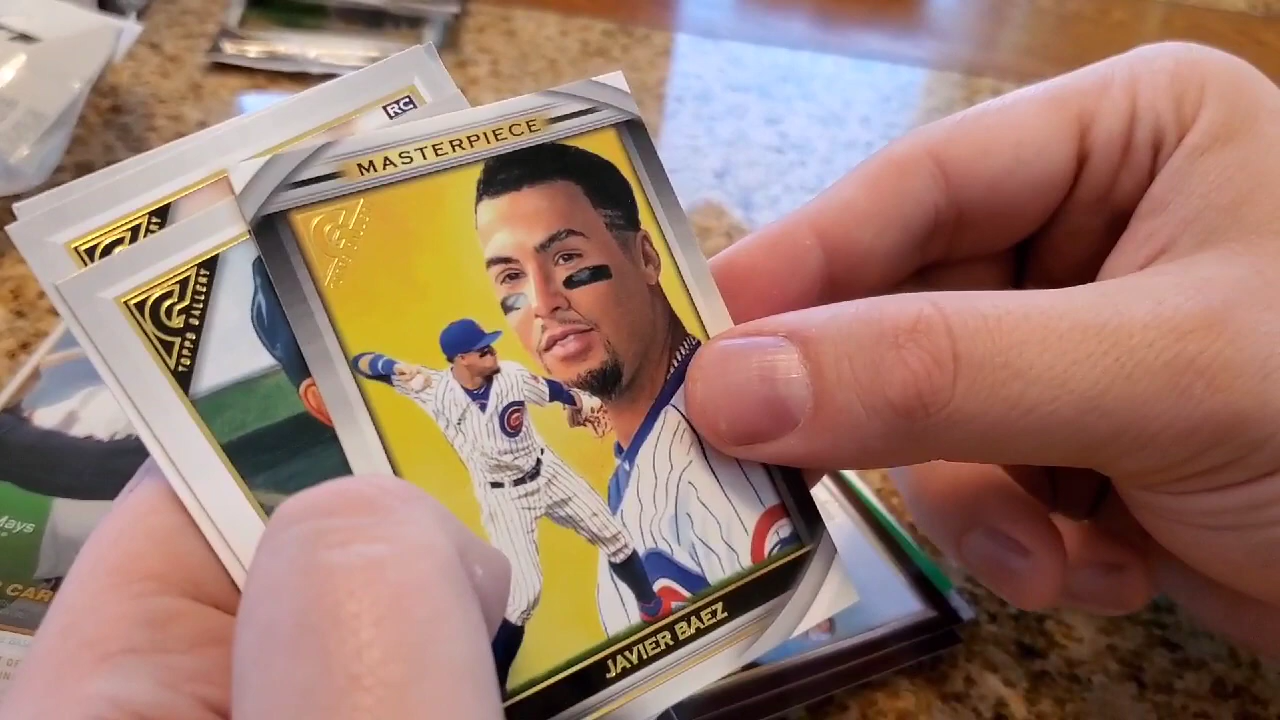 RC
MASTERPIECE
TOPPS GALLERY
JAVIER BAEZ
Mays
CAR